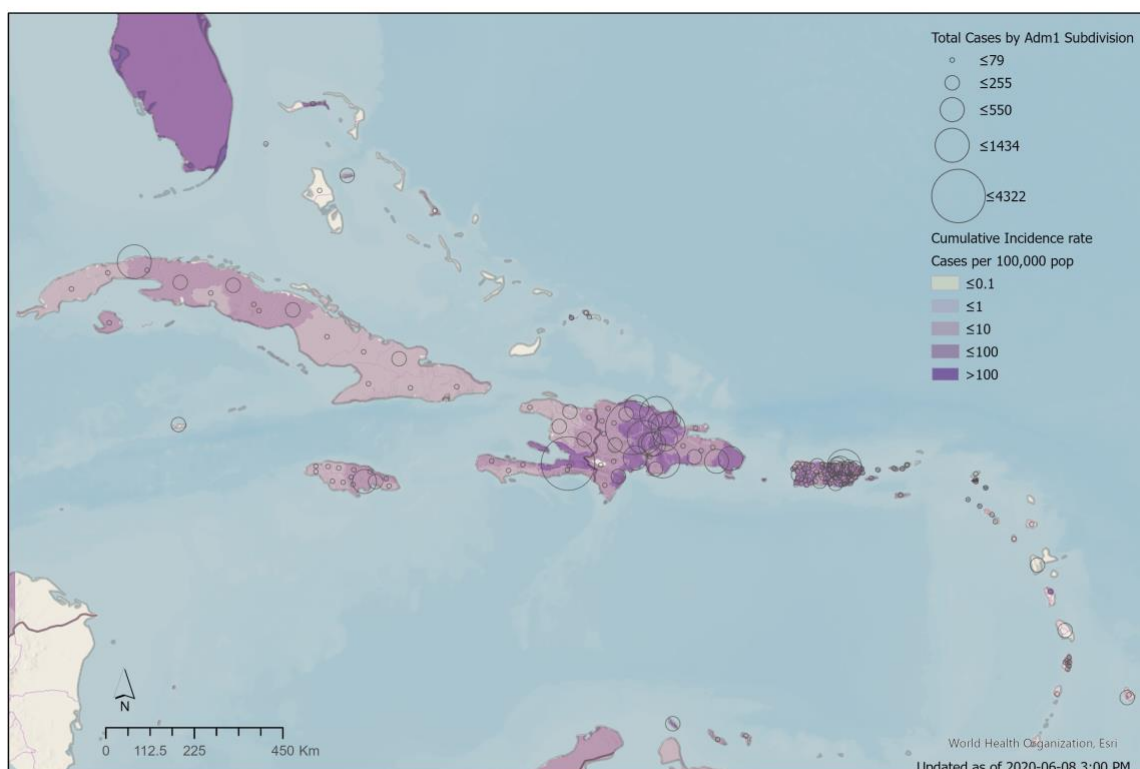 Total Cases by Adm1 Subdivision
≤79
≤255
≤550
≤1434
≤4322
Cumulative Incidence rate
Cases per 100,000 pop
≤0.1
≤1
≤10
≤100
>100
N
0 112.5 225 450 Km
World Health Organization, Esri
Updated as of 2020-06-08 3:00 PM